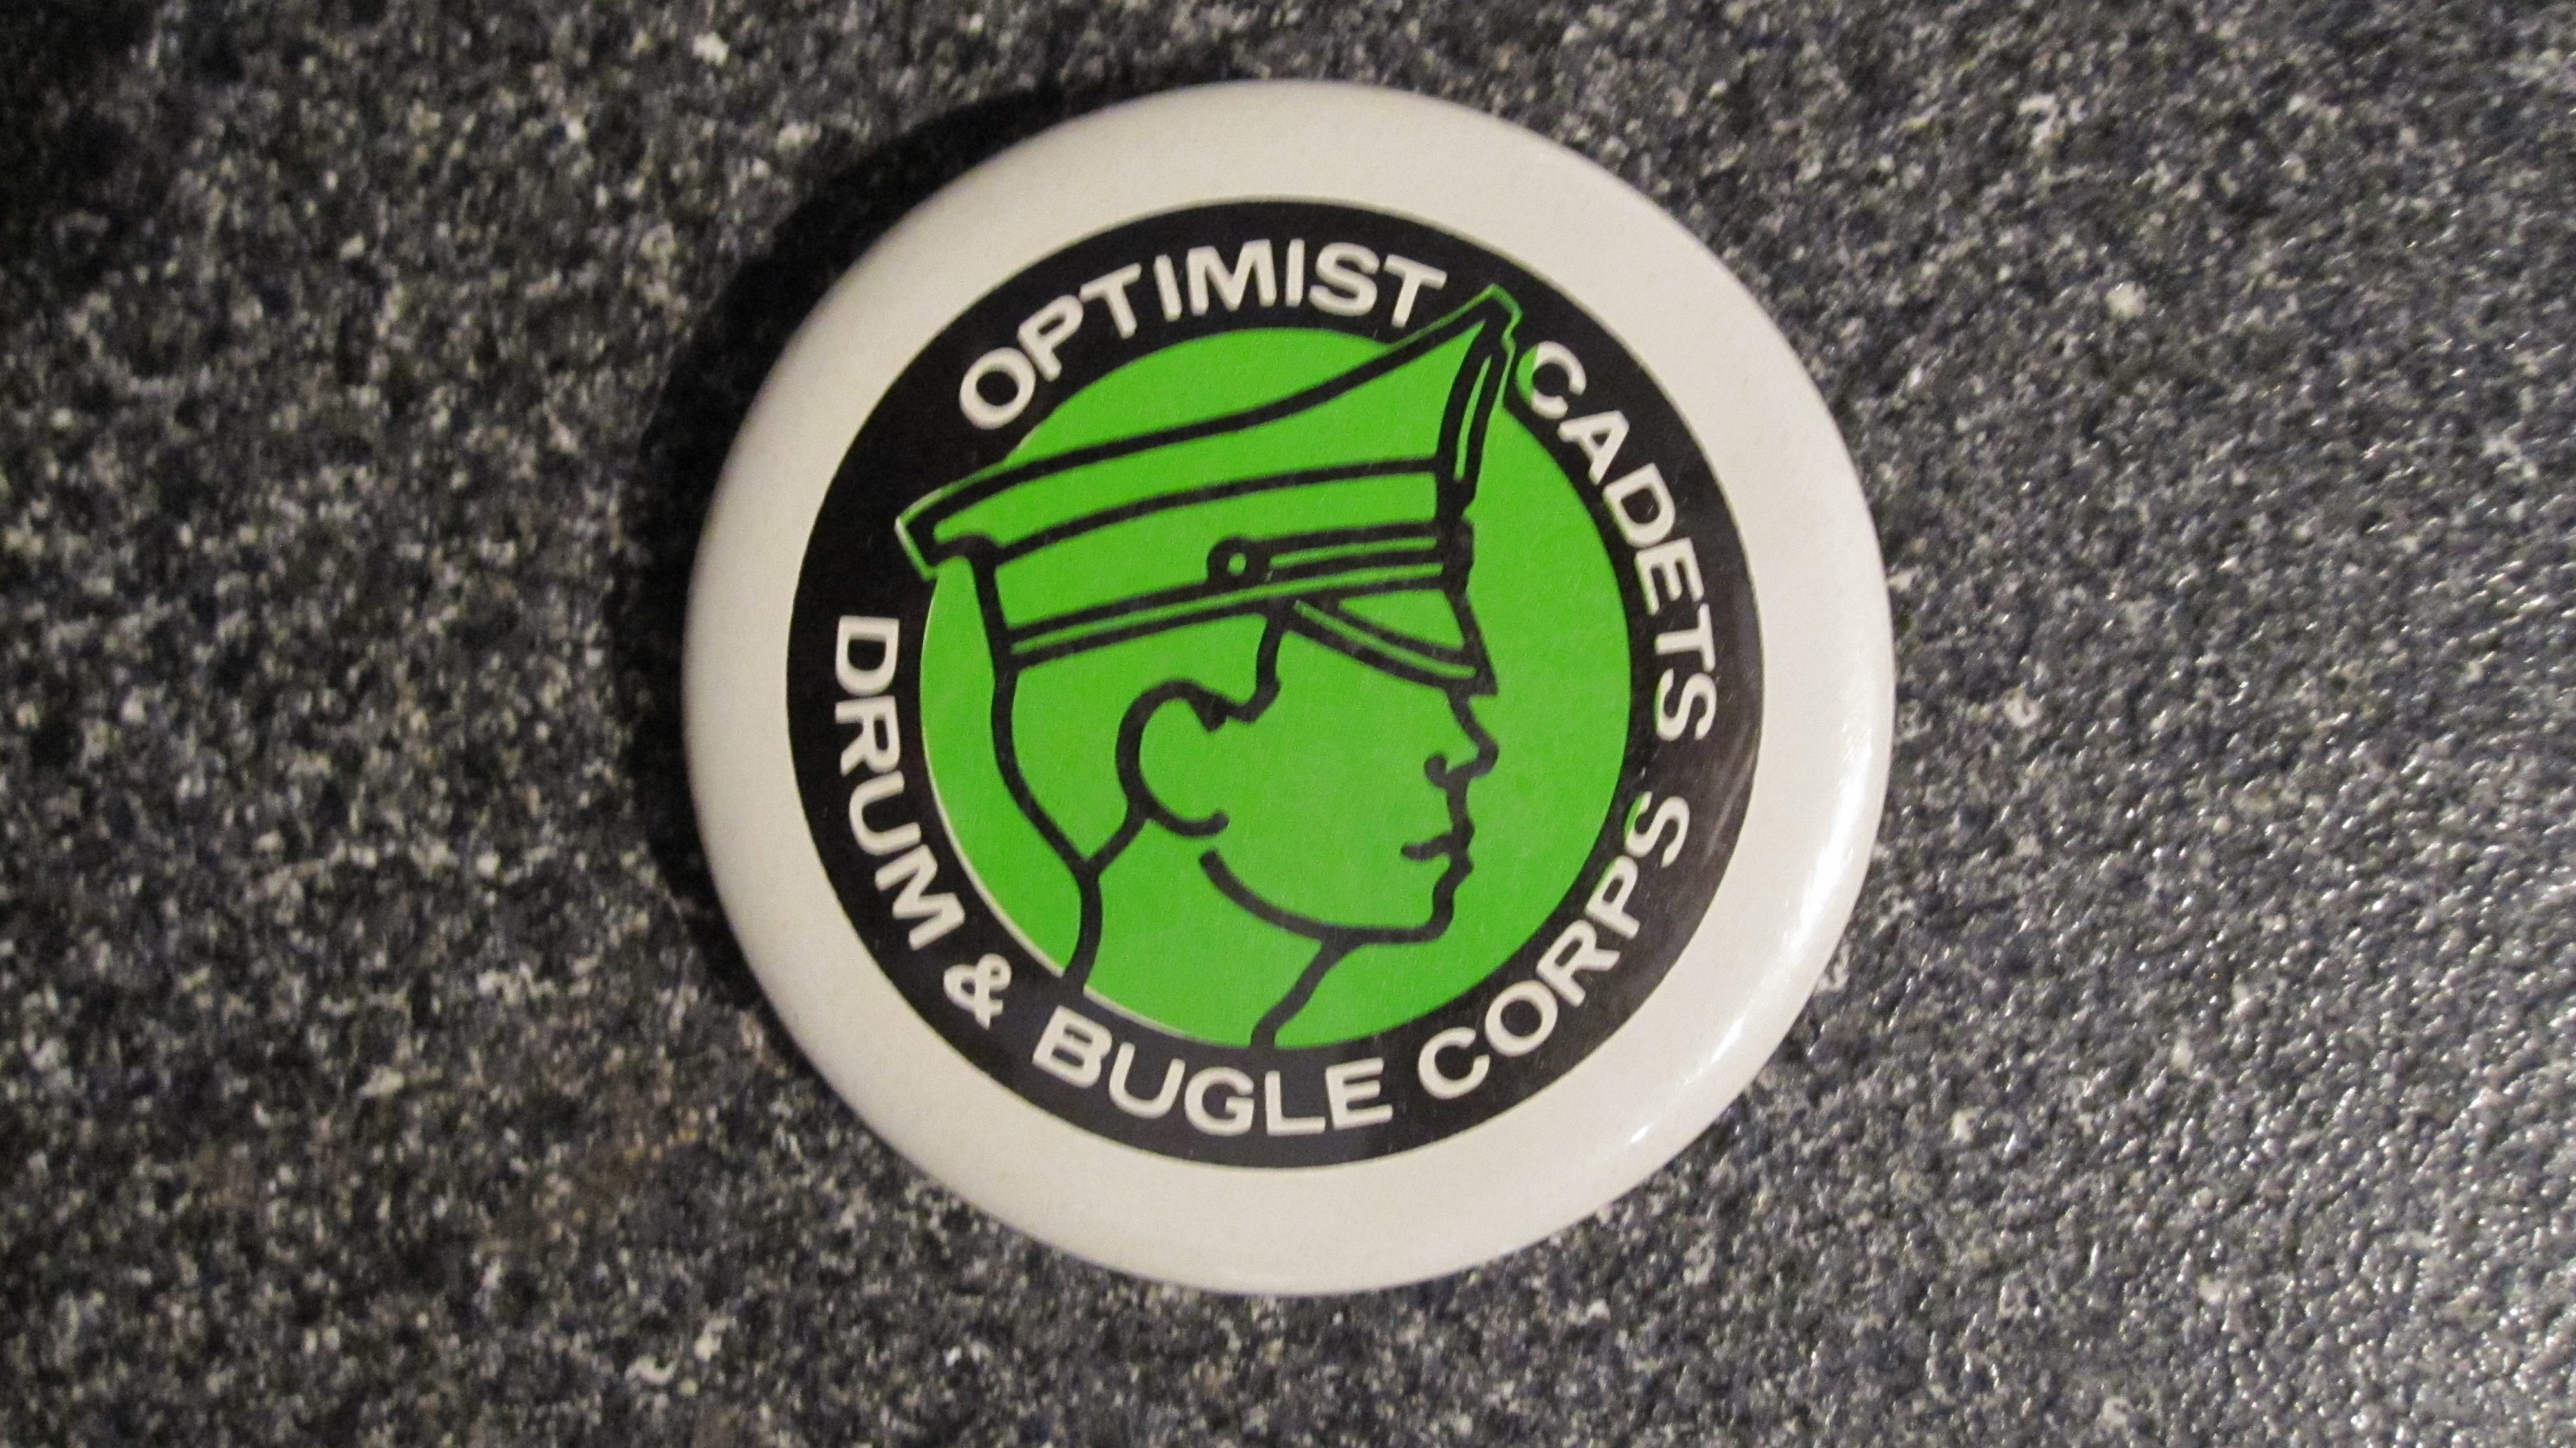 OPTIMIST CADETS
DRUM & BUGLE CORPS